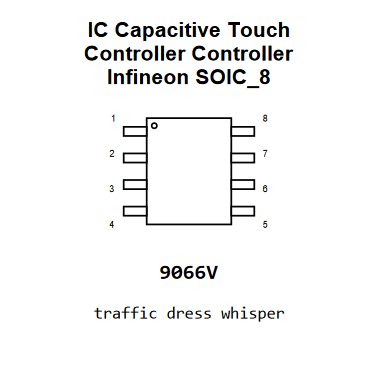 IC Capacitive Touch
Controller Controller
Infineon SOIC_8
1 8
2 7
3 6
4 5
9066V
traffic dress whisper